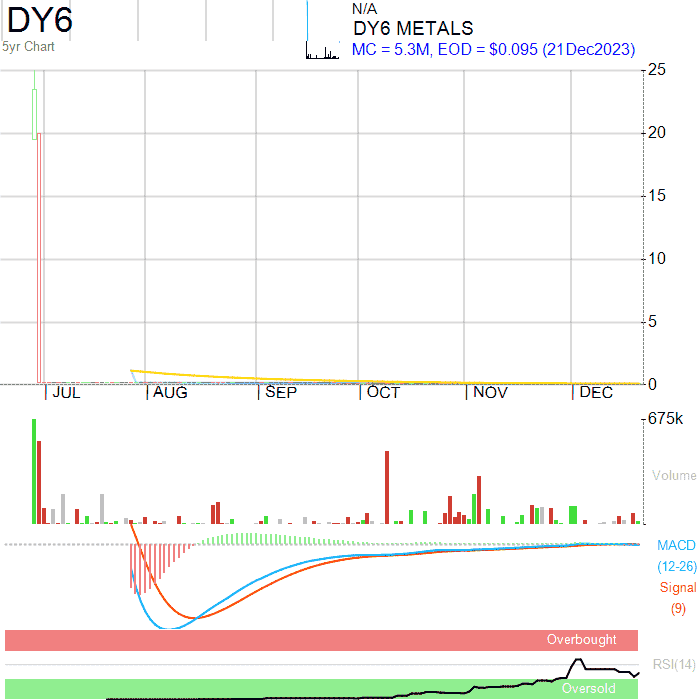 DY6
5yr Chart
N/A
DY6 METALS
MC = 5.3M, EOD = $0.095 (21Dec2023)
25
20
15
10
5
0
JUL AUG SEP OCT NOV DEC
675k
Volume
MACD
(12-26)
Signal
(9)
Overbought
RSI(14)
Oversold